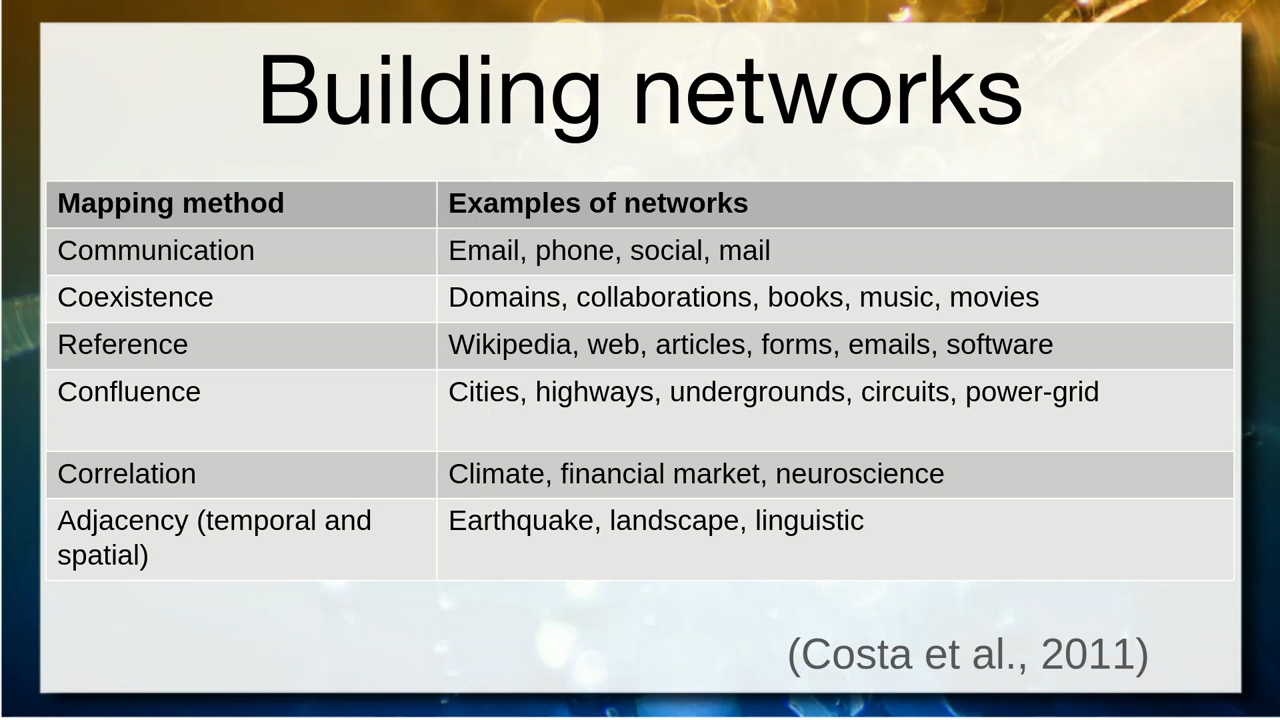 Building networks
Mapping method Examples of networks
Communication Email, phone, social, mail
Coexistence Domains, collaborations, books, music, movies
Reference Wikipedia, web, articles, forms, emails, software
Confluence Cities, highways, undergrounds, circuits, power-grid
Correlation Climate, financial market, neuroscience
Adjacency (temporal and Earthquake, landscape, linguistic
spatial)
(Costa et al., 2011)